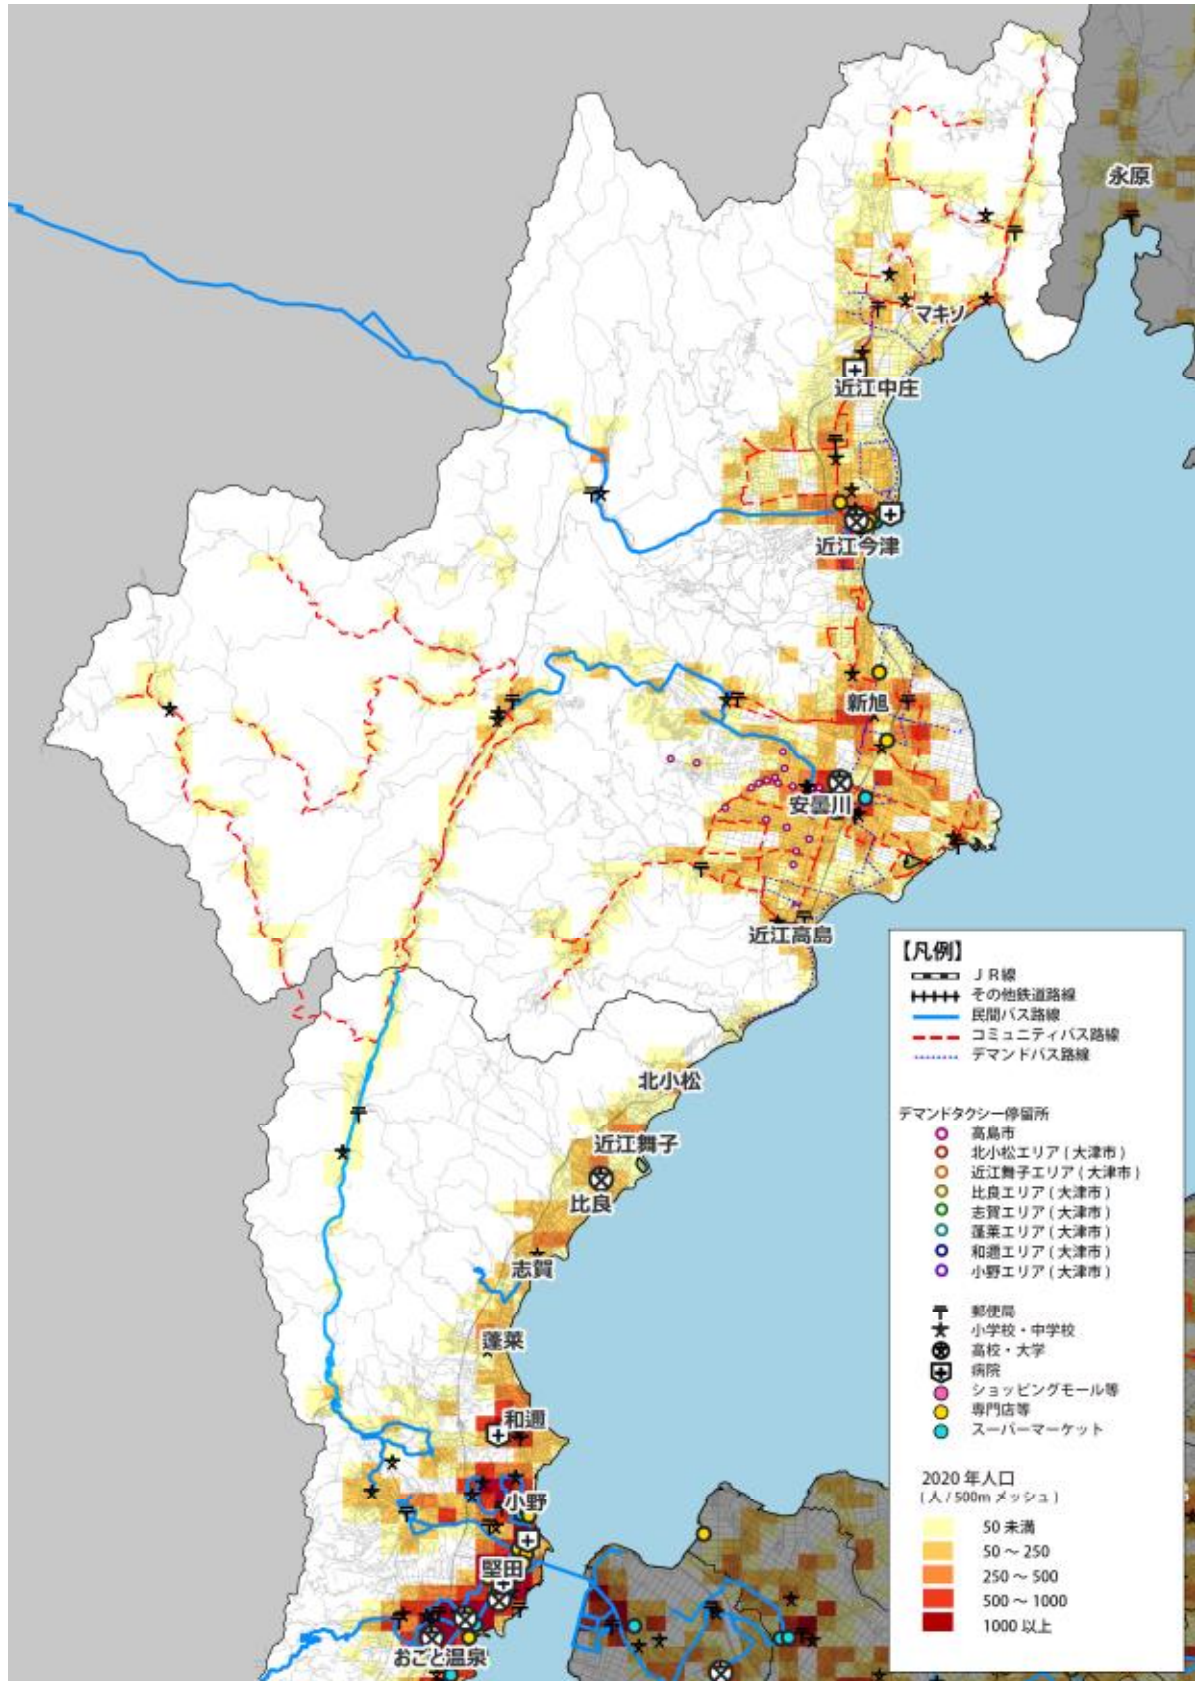 永原
マキノ
近江中庄
近江今津
新旭
安曇川
近江高島
北小松
近江舞子
比良
志賀
蓬莱
和邇
小野
堅田
おごと温泉
【凡例】
ＪＲ線
その他鉄道路線
民間バス路線
コミュニティバス路線
デマンドバス路線
デマンドタクシー停留所
高島市
北小松エリア(大津市)
近江舞子エリア(大津市)
比良エリア(大津市)
志賀エリア(大津市)
蓬莱エリア(大津市)
和邇エリア(大津市)
小野エリア(大津市)
郵便局
小学校・中学校
高校・大学
病院
ショッピングモール等
専門店等
スーパーマーケット
2020年人口
(人/500mメッシュ)
50未満
50～250
250～500
500～1000
1000以上